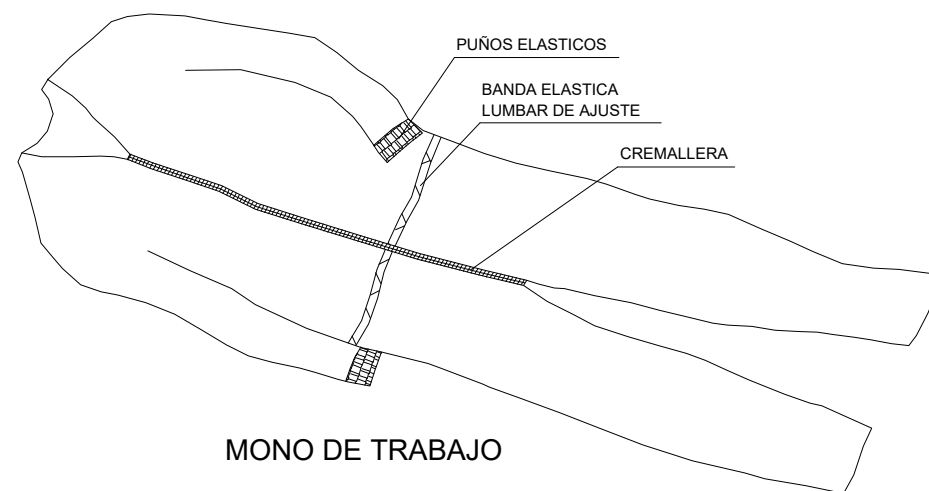 PUÑOS ELASTICOS
BANDA ELASTICA
LUMBAR DE AJUSTE
CREMALLERA
MONO DE TRABAJO